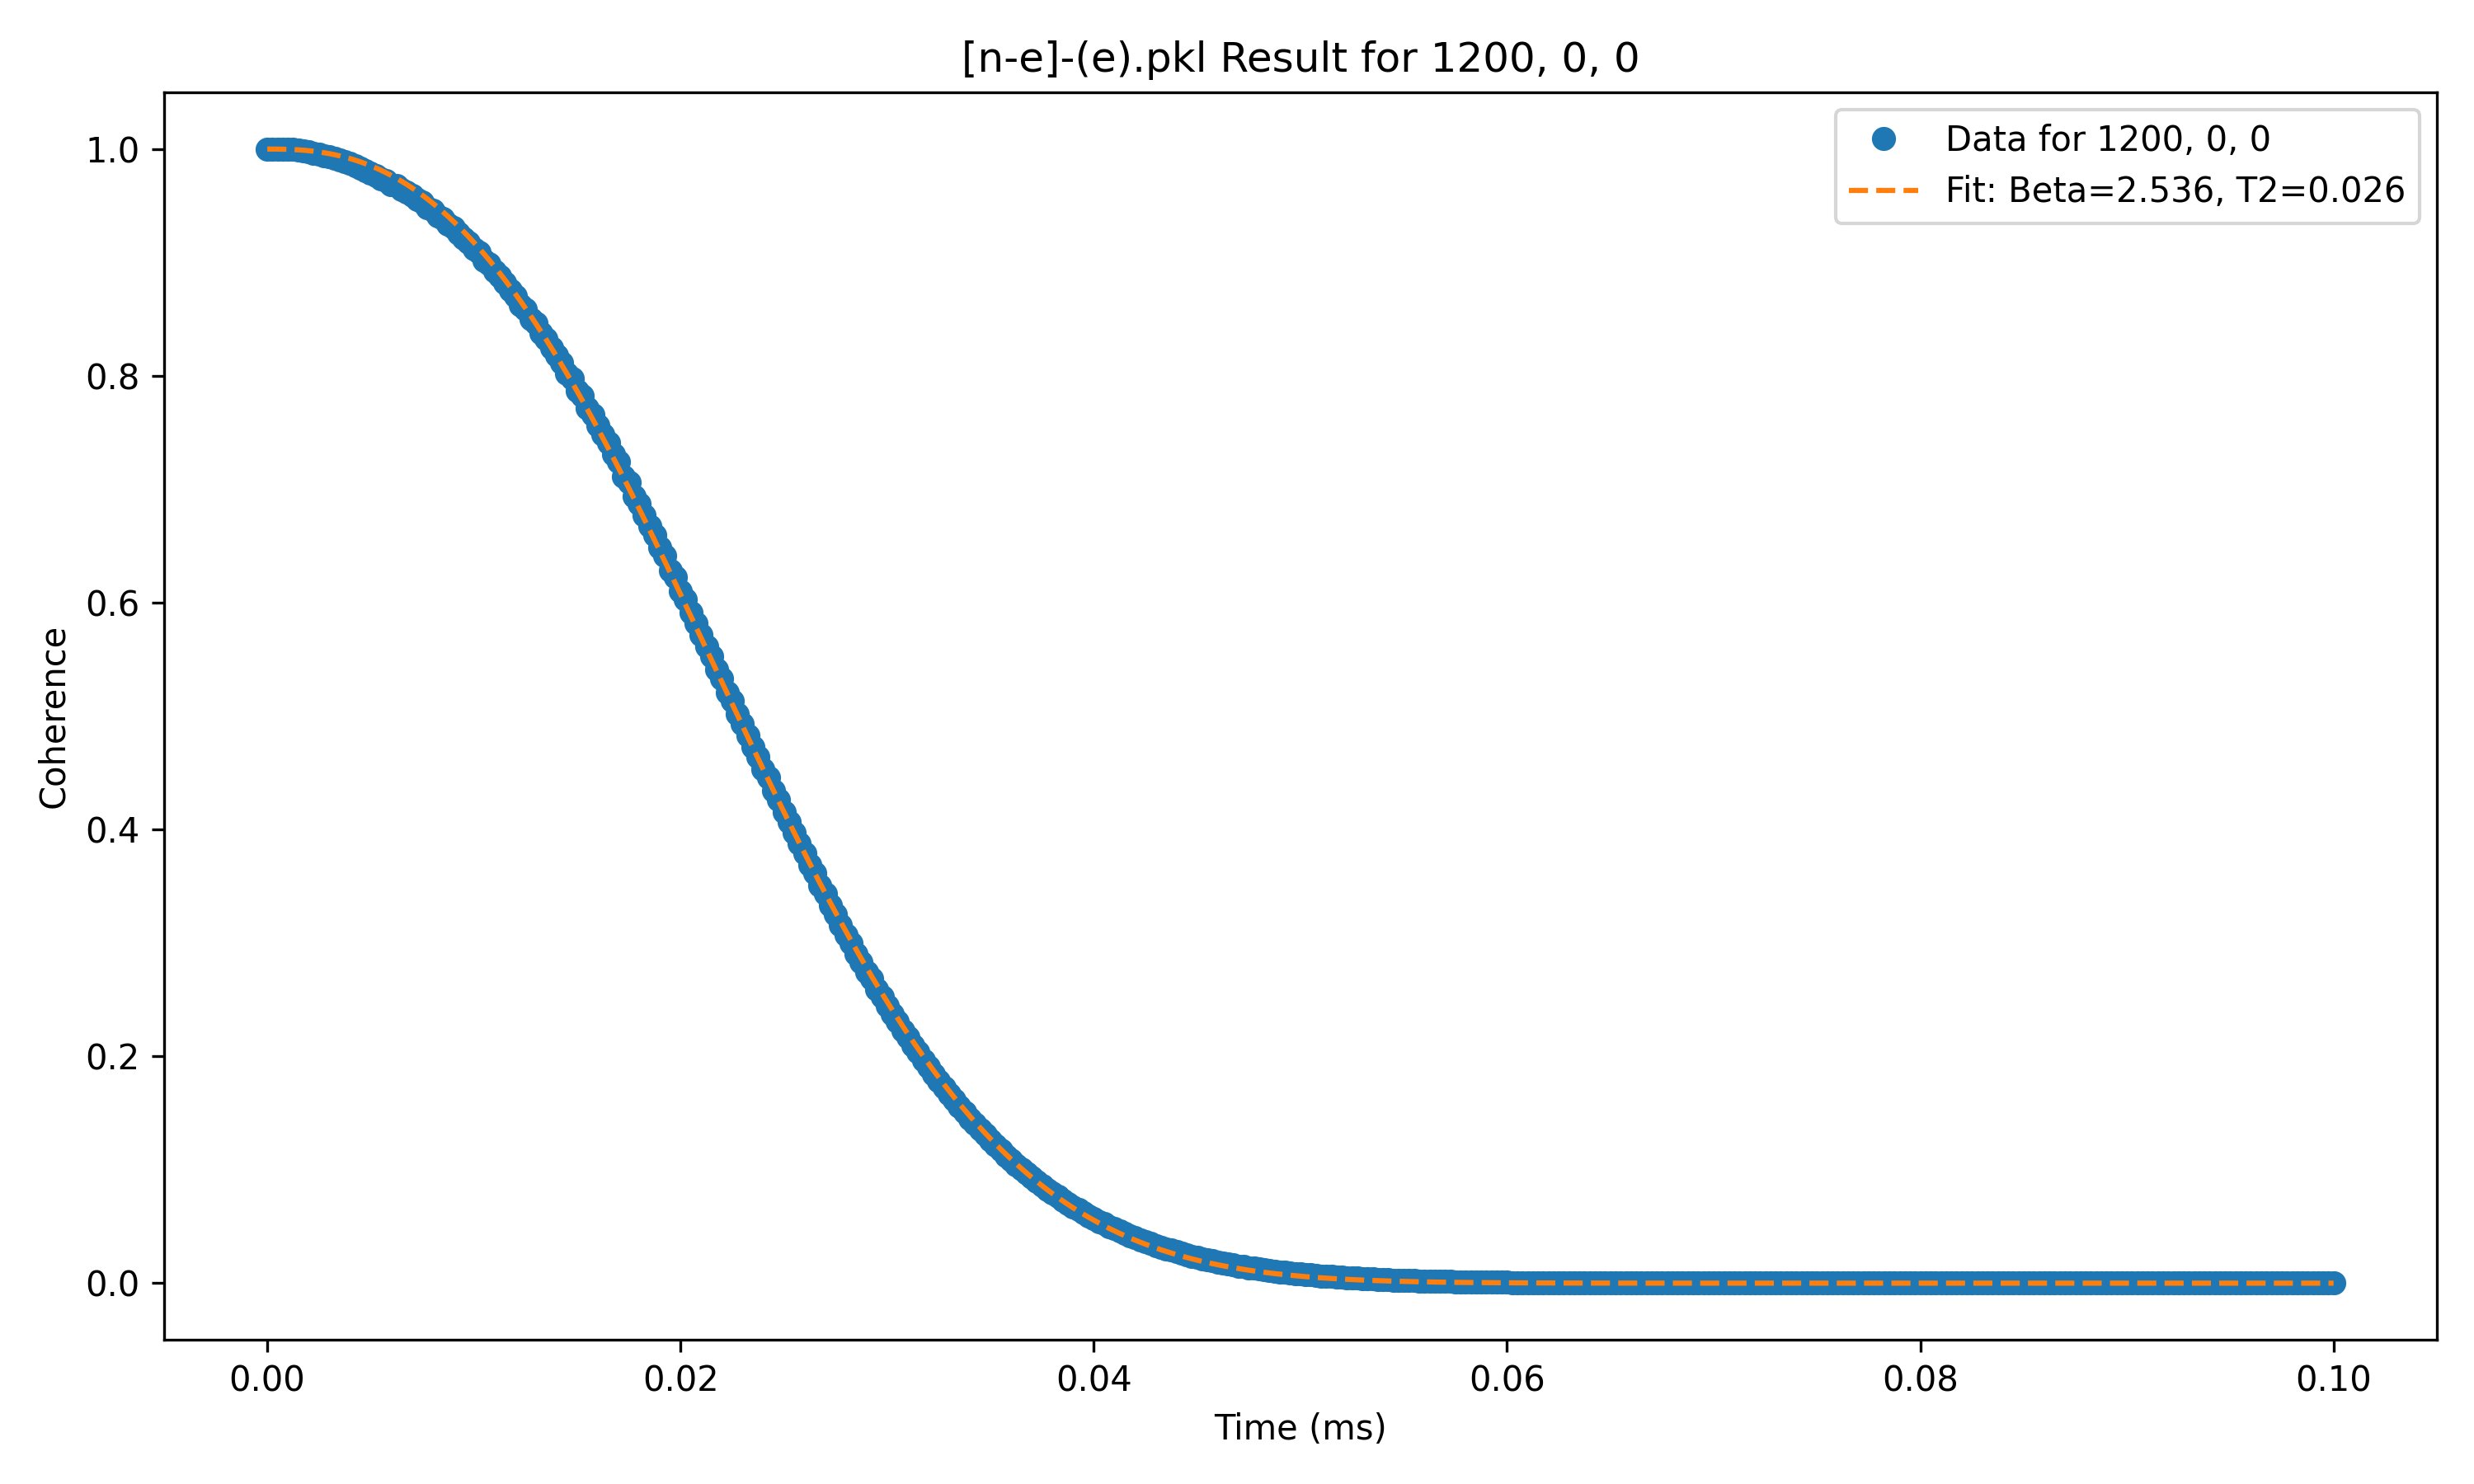 [n-e]-(e).pkl Result for 1200, 0, 0
Data for 1200, 0, 0
Fit: Beta=2.536, T2=0.026
1.0
0.8
0.6
0.4
0.2
0.0
Coherence
0.00 0.02 0.04 0.06 0.08 0.10
Time (ms)